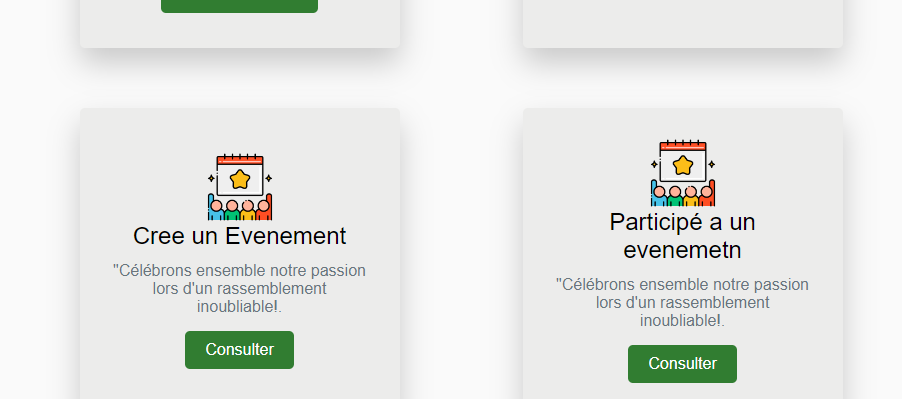 Cree un Evenement
"Célébrons ensemble notre passion
lors d'un rassemblement
inoubliable!.
Consulter
Participé a un
evenemetn
"Célébrons ensemble notre passion
lors d'un rassemblement
inoubliable!.
Consulter